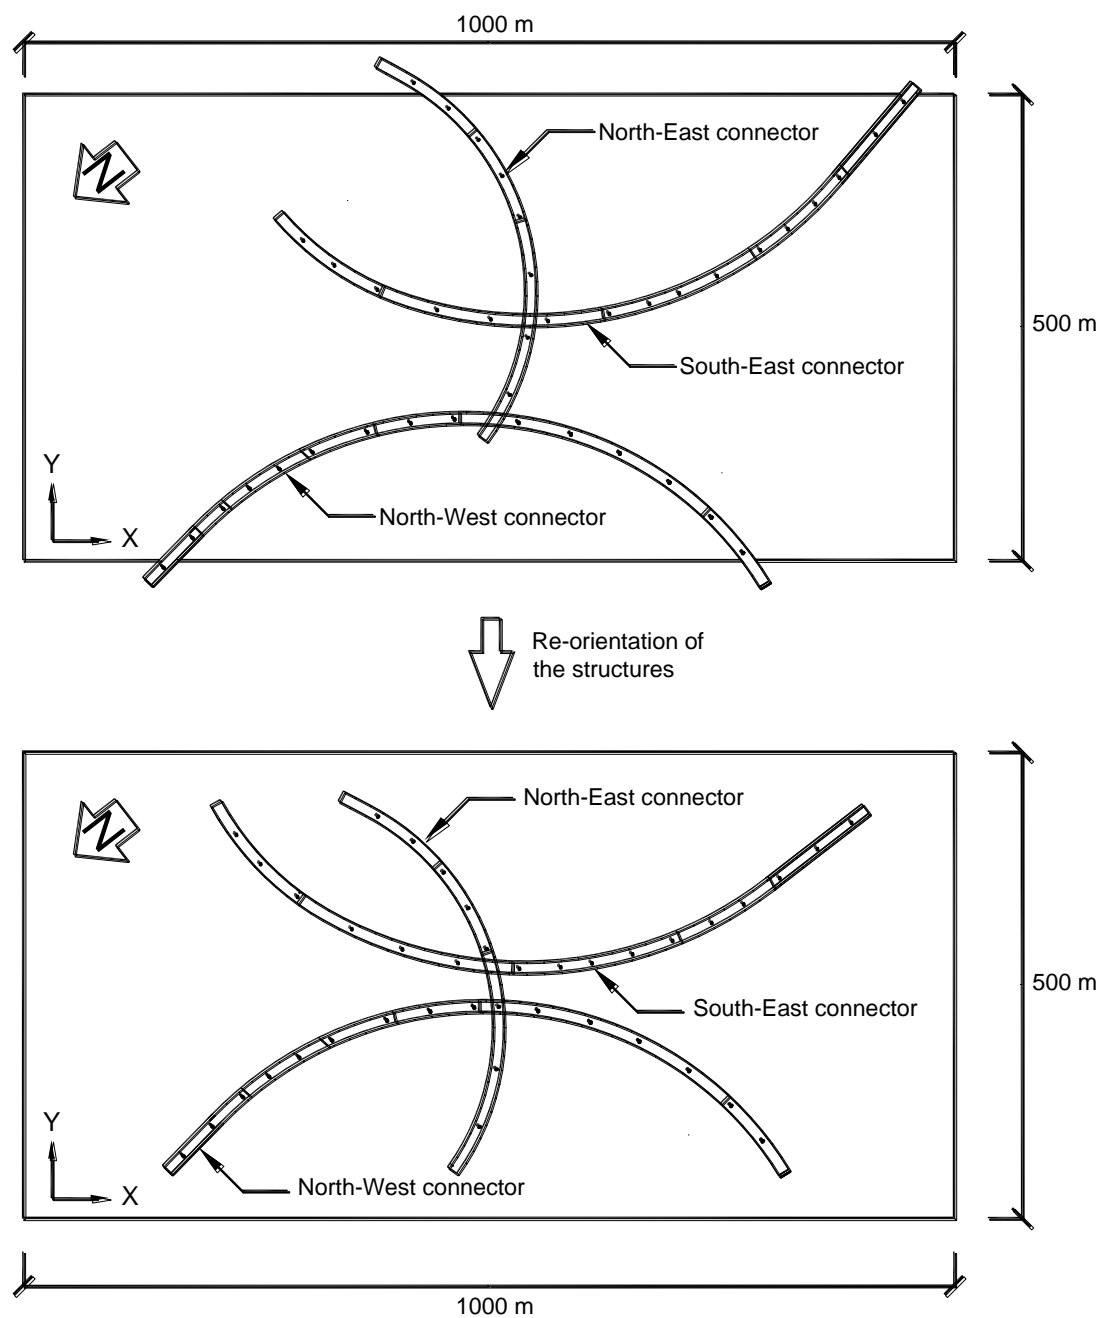 1000 m
North-East connector
N
500 m
South-East connector
Y
North-West connector
X
Re-orientation of
the structures
North-East connector
N
500 m
South-East connector
Y
North-West connector
X
1000 m